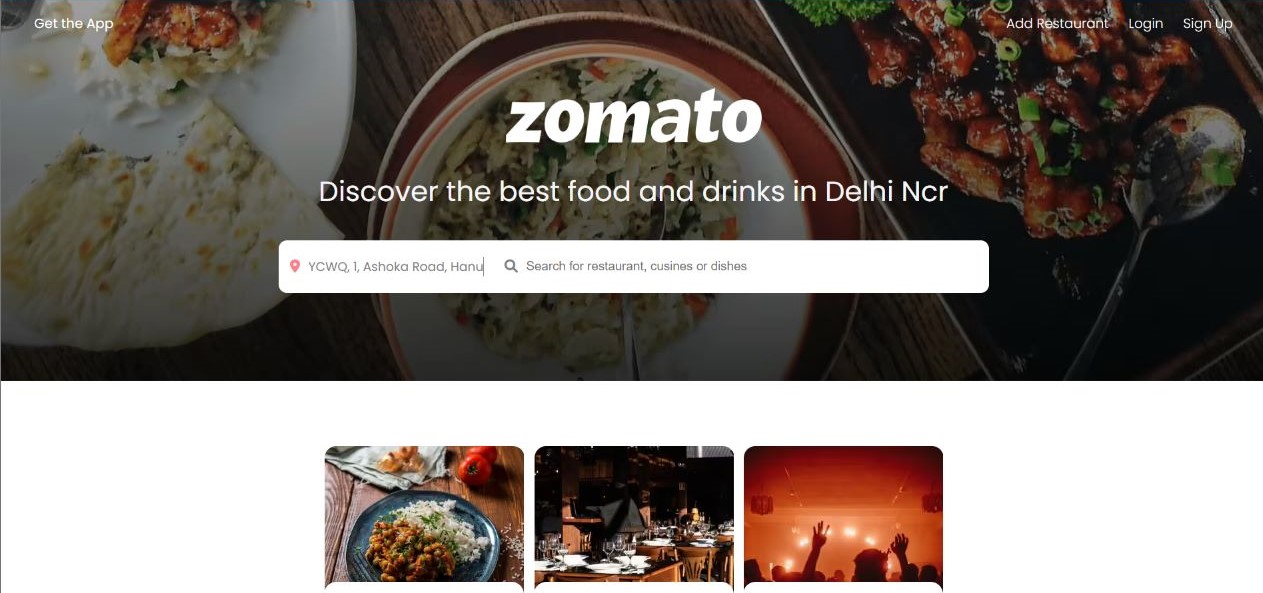 Get the App
Add Restaurant Login Sign Up
zomato
Discover the best food and drinks in Delhi Ncr
YCWQ, 1, Ashoka Road, Hanu
Search for restaurant, cusines or dishes